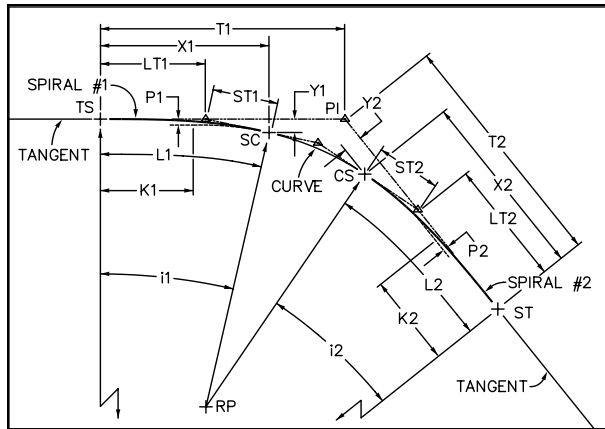 T1
X1
LT1
SPIRAL #1
P1
ST1
Y1
PI
Y2
TS
T2
TANGENT
SC
L1
CURVE
CS
ST2
X2
K1
LT2
P2
i1
L2
SPIRAL #2
ST
K2
i2
TANGENT
RP